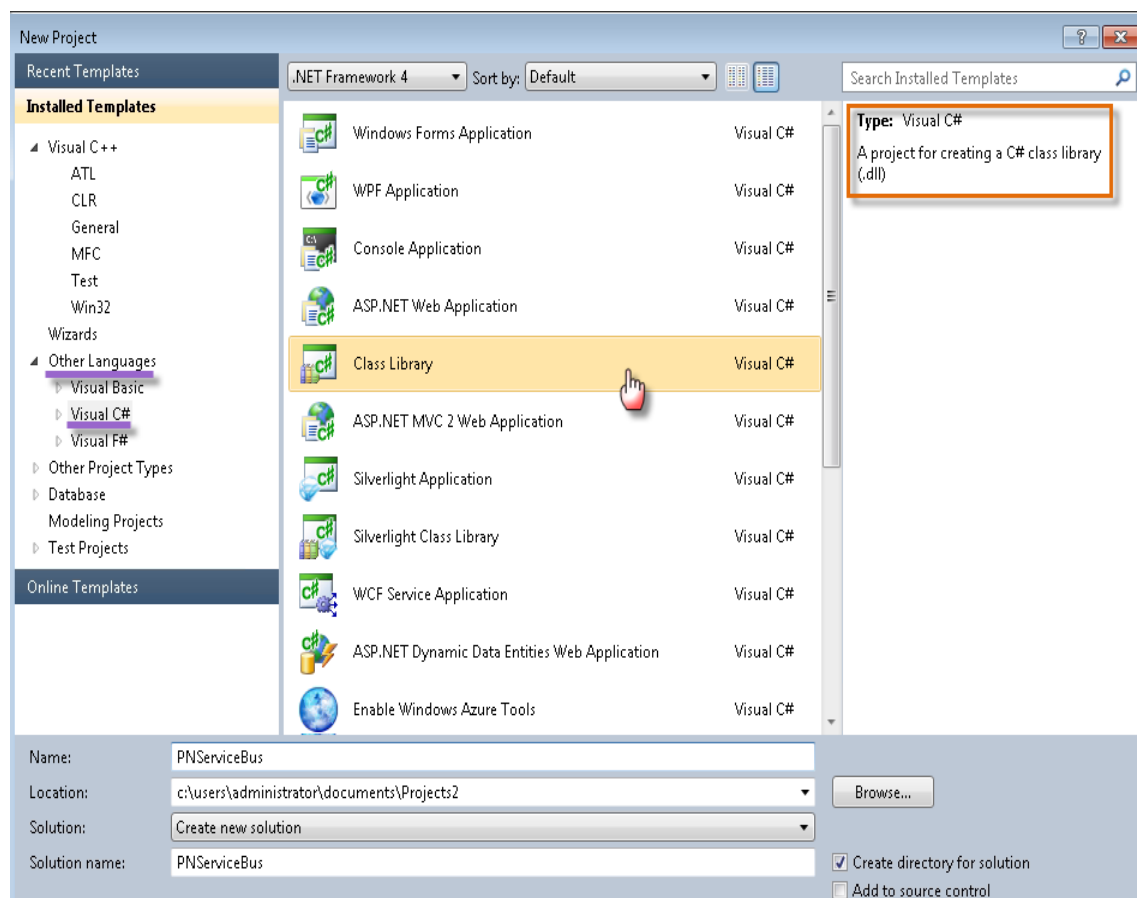 New Project
Recent Templates
Installed Templates
Visual C++
ATL
CLR
General
MFC
Test
Win32
Wizards
Other Languages
Visual Basic
Visual C#
Visual F#
Other Project Types
Database
Modeling Projects
Test Projects
Online Templates
.NET Framework 4 Sort by: Default
Windows Forms Application Visual C#
WPF Application Visual C#
Console Application Visual C#
ASP.NET Web Application Visual C#
Class Library Visual C#
ASP.NET MVC 2 Web Application Visual C#
Silverlight Application Visual C#
Silverlight Class Library Visual C#
WCF Service Application Visual C#
ASP.NET Dynamic Data Entities Web Application Visual C#
Enable Windows Azure Tools Visual C#
Search Installed Templates
Type: Visual C#
A project for creating a C# class library
(.dll)
Name: PNServiceBus
Location: c:\users\administrator\documents\Projects2 Browse...
Solution: Create new solution
Solution name: PNServiceBus
Create directory for solution
Add to source control